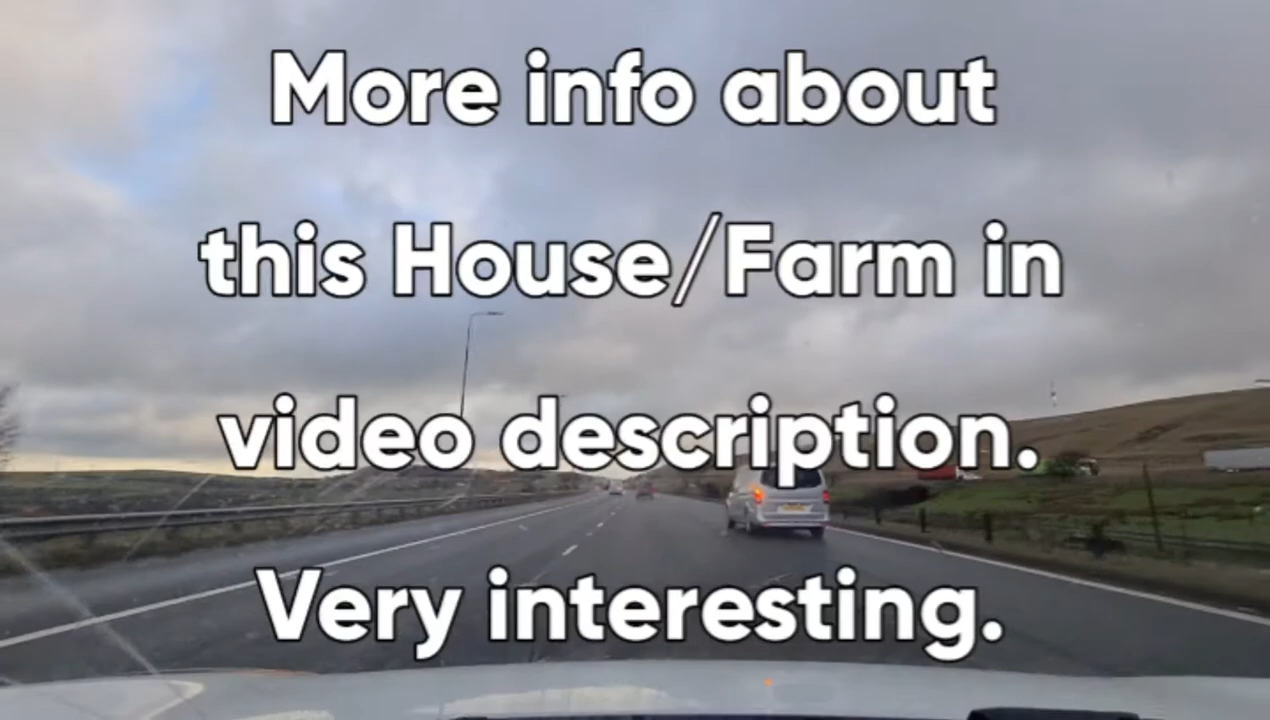 More info about
this House/Farm in
video description.
Very interesting.